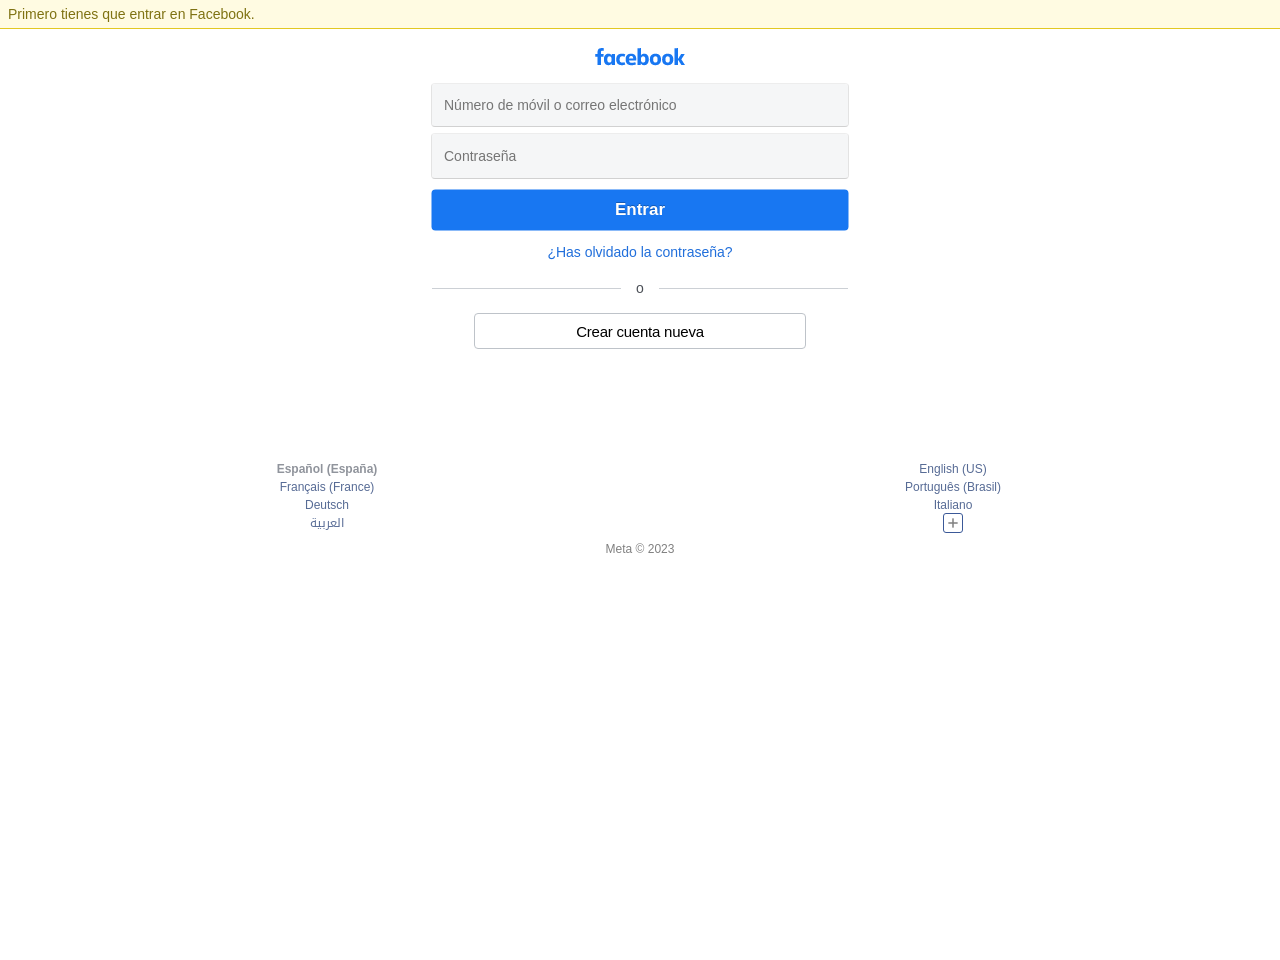 Primero tienes que entrar en Facebook.
facebook
Número de móvil o correo electrónico
Contraseña
Entrar
¿Has olvidado la contraseña?
o
Crear cuenta nueva
Español (España)
Français (France)
Deutsch
العربية
English (US)
Português (Brasil)
Italiano
Meta © 2023